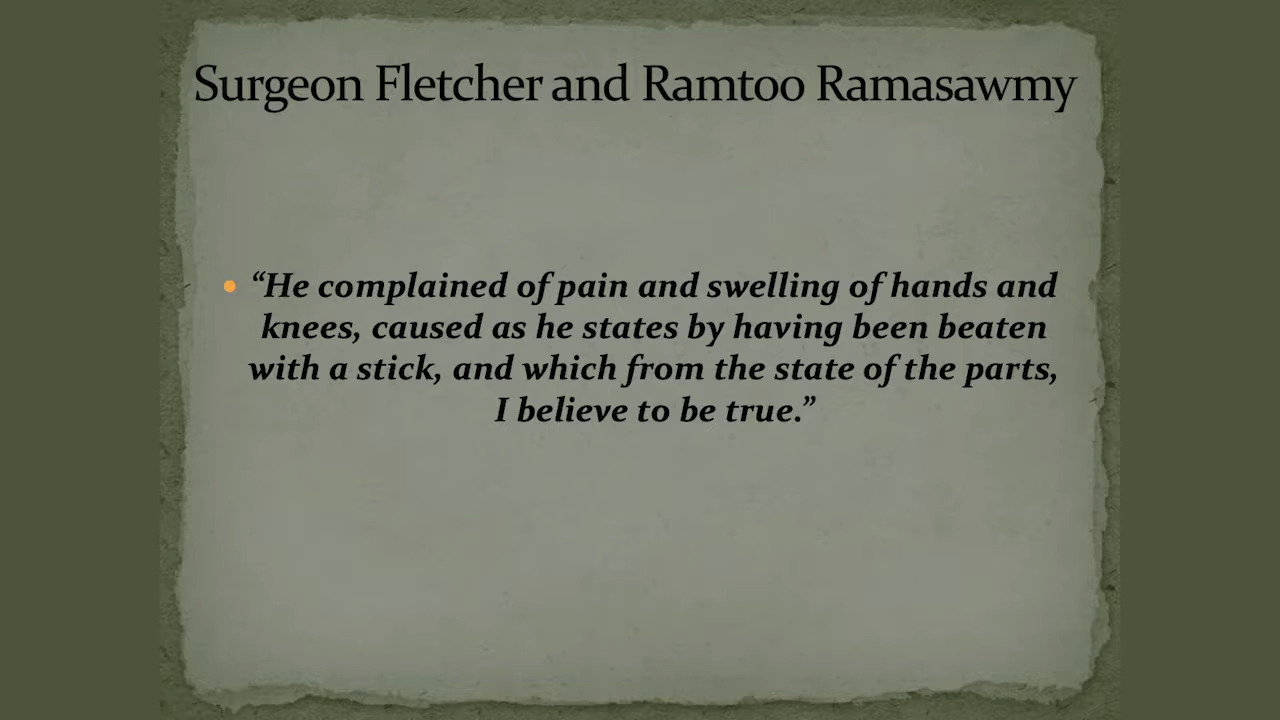 Surgeon Fletcher and Ramtoo Ramasawmy
• “He complained of pain and swelling of hands and
knees, caused as he states by having been beaten
with a stick, and which from the state of the parts,
I believe to be true.”